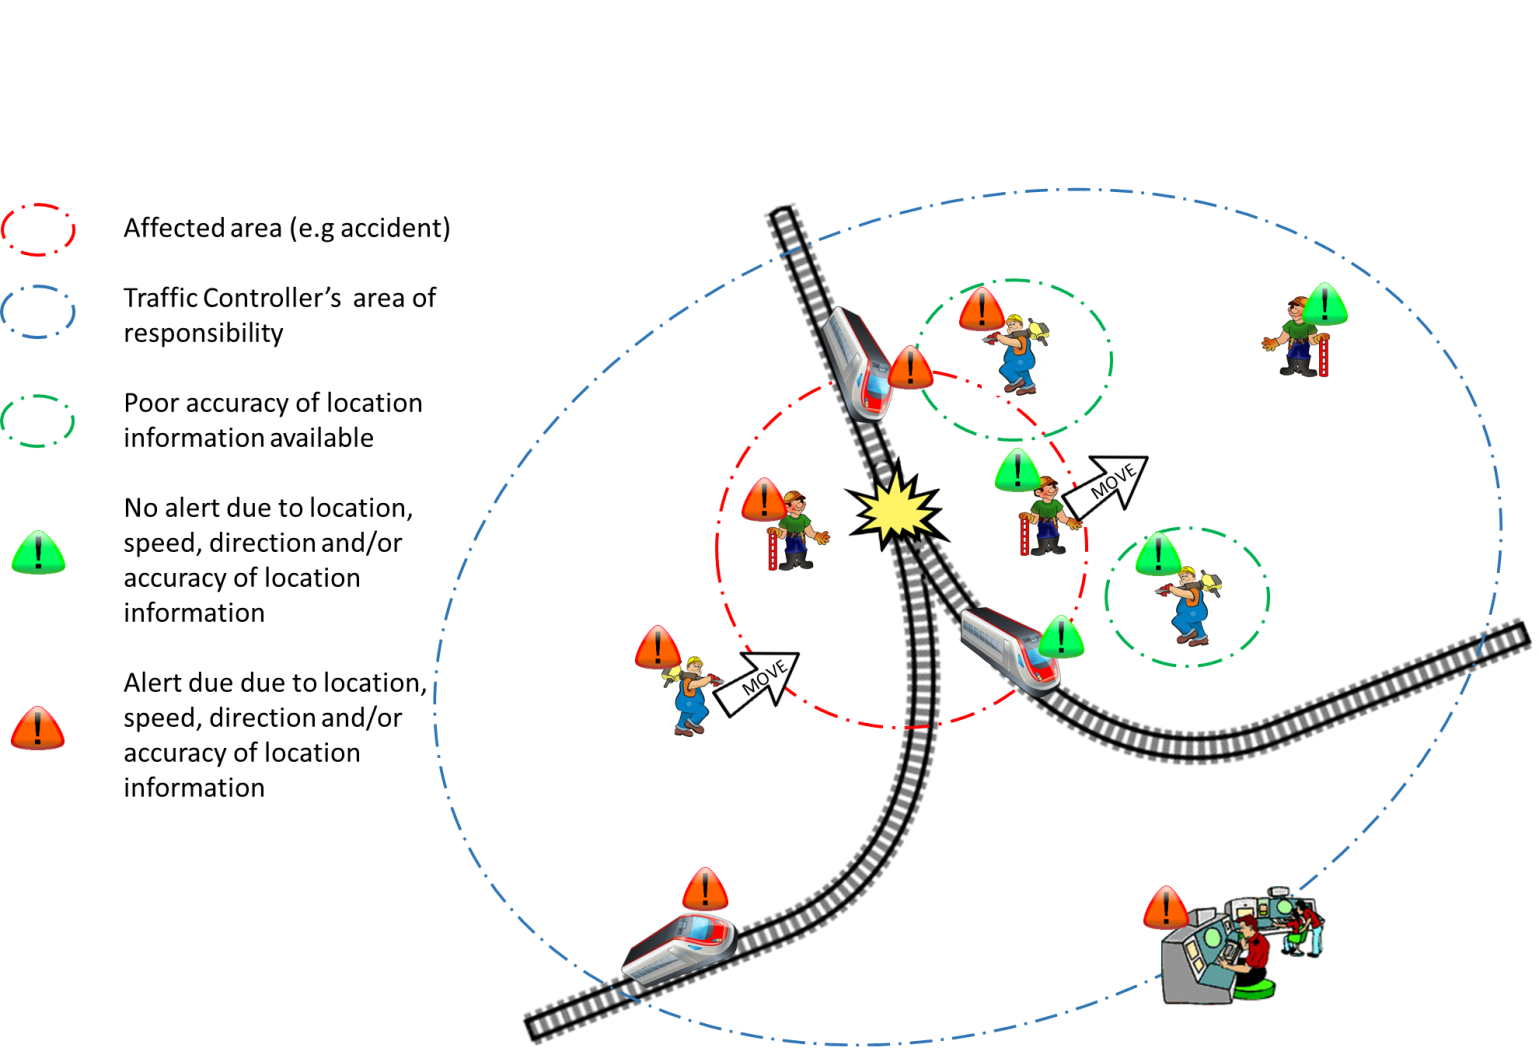 Affected area (e.g accident)
Traffic Controller’s area of
responsibility
Poor accuracy of location
information available
No alert due to location,
speed, direction and/or
accuracy of location
information
Alert due due to location,
speed, direction and/or
accuracy of location
information
MOVE
MOVE